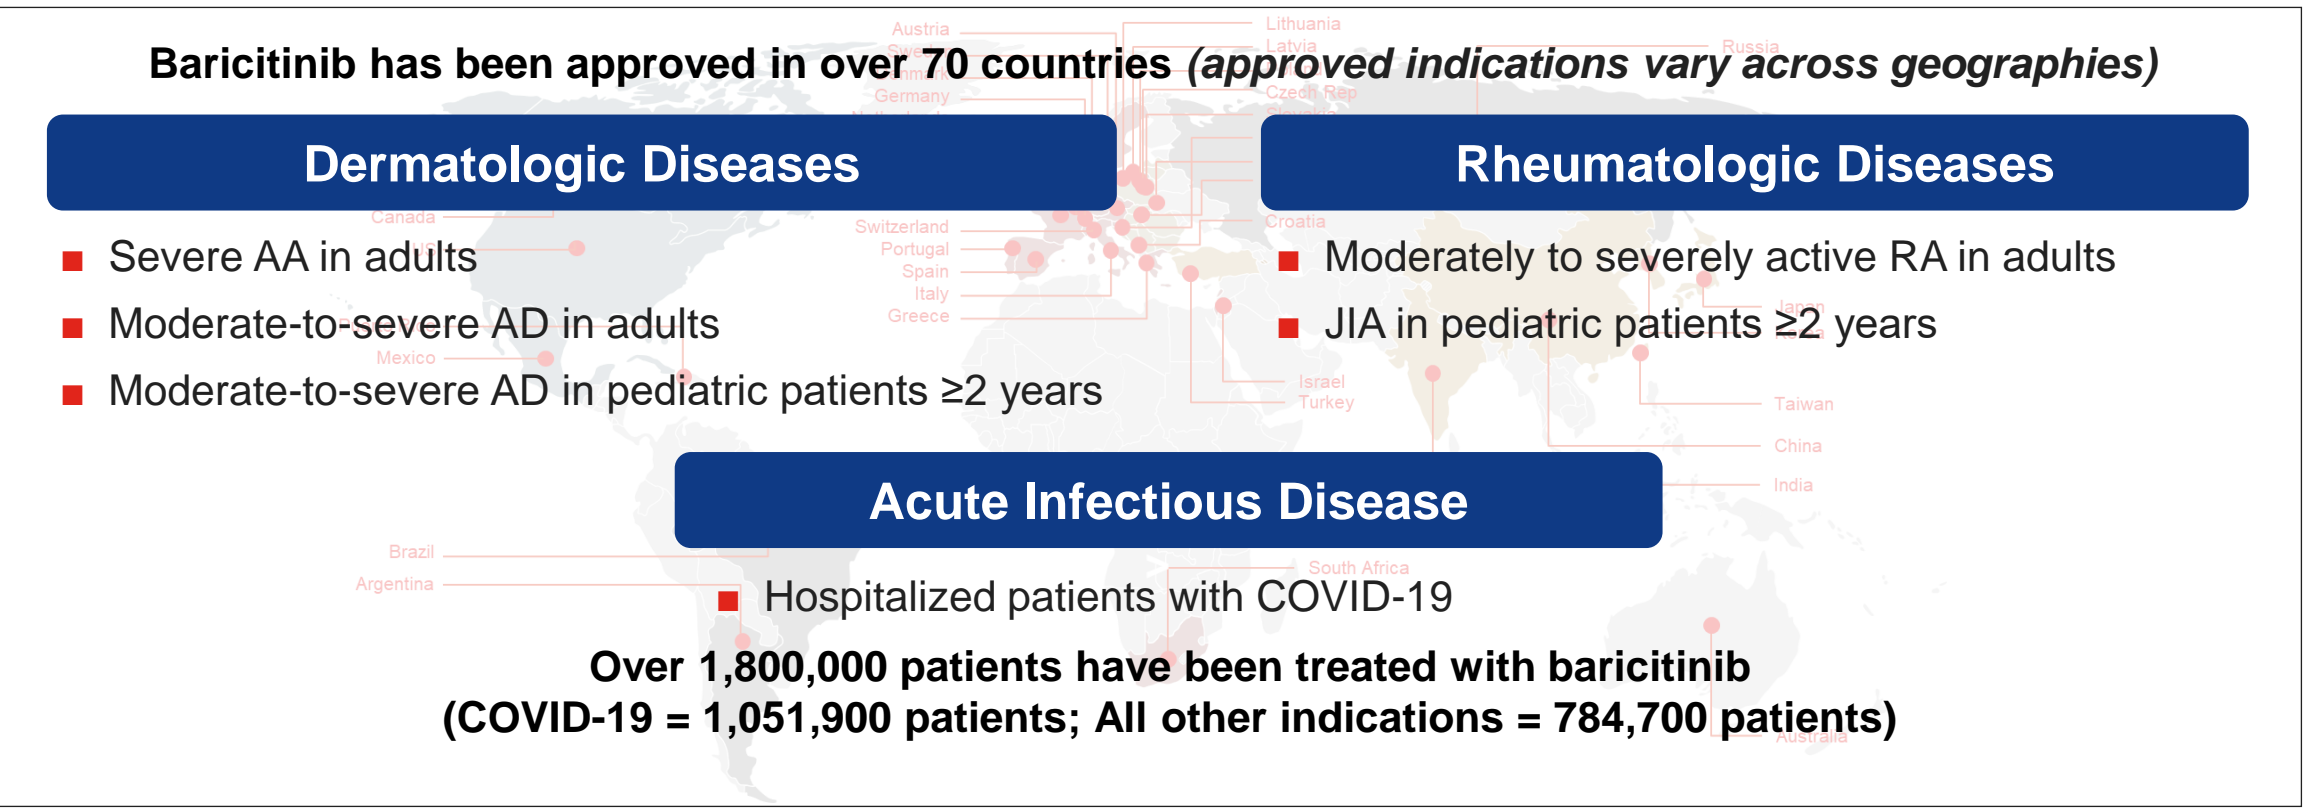 Baricitinib has been approved in over 70 countries (approved indications vary across geographies)
Dermatologic Diseases
■ Severe AA in adults
■ Moderate-to-severe AD in adults
■ Moderate-to-severe AD in pediatric patients ≥2 years
Rheumatologic Diseases
■ Moderately to severely active RA in adults
■ JIA in pediatric patients ≥2 years
Acute Infectious Disease
■ Hospitalized patients with COVID-19
Over 1,800,000 patients have been treated with baricitinib
(COVID-19 = 1,051,900 patients; All other indications = 784,700 patients)
Austria
Germany
Switzerland
Portugal
Spain
Italy
Greece
Lithuania
Latvia
Czech Rep
Croatia
Russia
Canada
US
Mexico
Brazil
Argentina
Israel
Turkey
South Africa
Japan
Taiwan
China
India
Australia